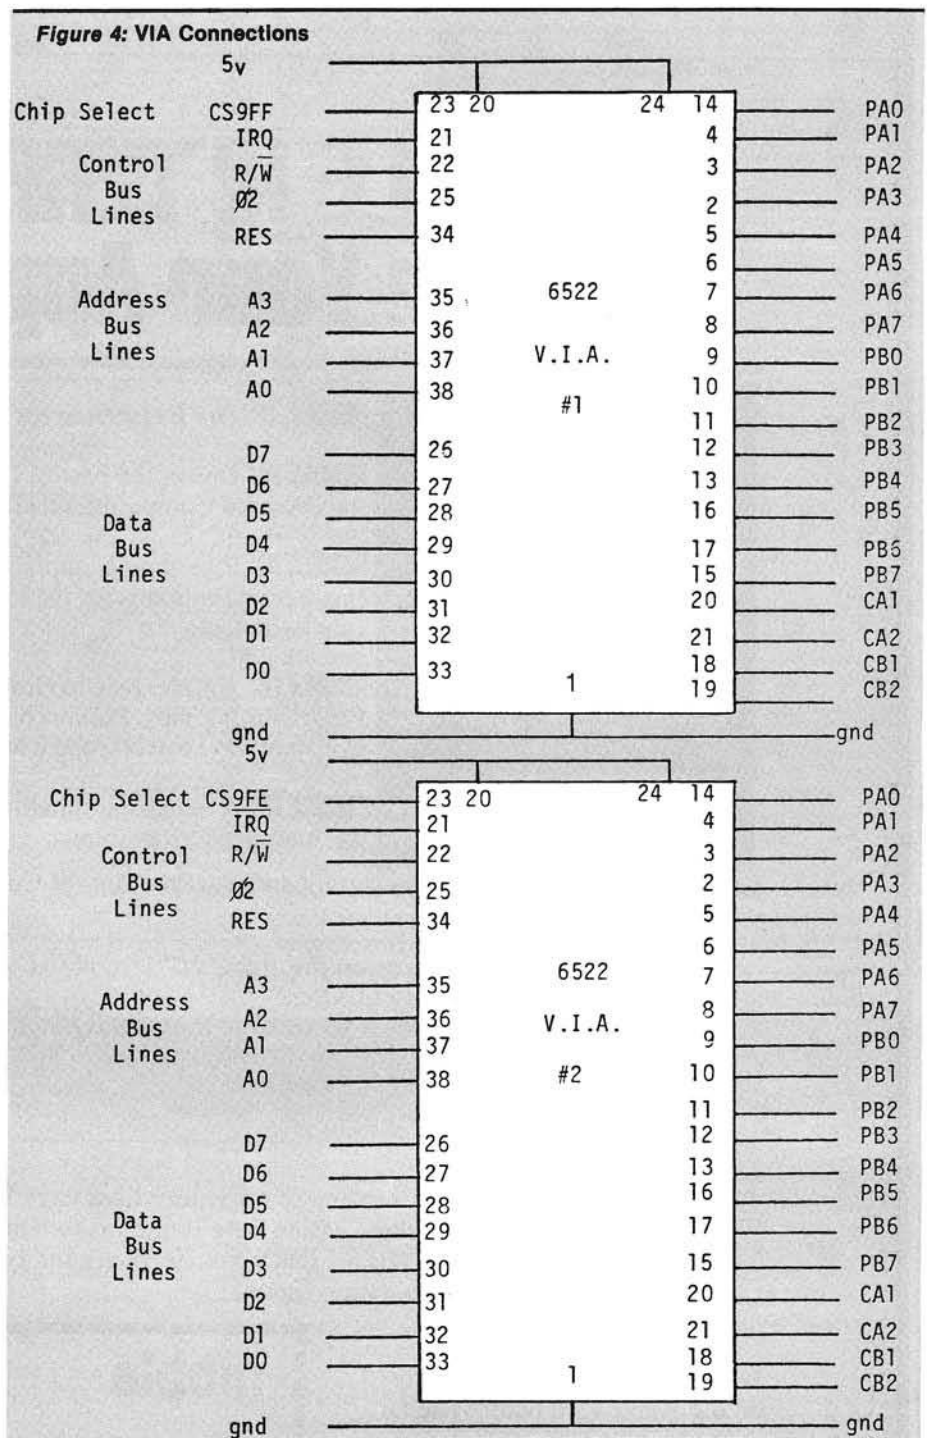 Figure 4: VIA Connections
5v
Chip Select CS9FF 23 20 24 14 PA0
IRQ 21 4 PA1
Control R/W̅ 22 3 PA2
Bus Ø2 25 2 PA3
Lines
RES 34 5 PA4
6 PA5
Address A3 35 6522 7 PA6
Bus A2 36 8 PA7
Lines A1 37 V.I.A. 9 PB0
A0 38 10 PB1
#1
11 PB2
D7 25 12 PB3
D6 27 13 PB4
D5 28 16 PB5
Data
Bus D4 29 17 PB6
Lines D3 30 15 PB7
D2 31 20 CA1
D1 32 21 CA2
D0 33 18 CB1
1 19 CB2
gnd gnd
5v
Chip Select CS9FE 23 20 24 14 PA0
I̅R̅Q̅ 21 4 PA1
Control R/W̅ 22 3 PA2
Bus Ø2 25 2 PA3
Lines RES 34 5 PA4
6 PA5
A3 35 6522 7 PA6
Address
Bus A2 36 V.I.A. 8 PA7
Lines A1 37 9 PB0
A0 38 #2 10 PB1
11 PB2
D7 26 12 PB3
D6 27 13 PB4
D5 28 16 PB5
Data D4 29 17 PB6
Bus
Lines D3 30 15 PB7
D2 31 20 CA1
D1 32 21 CA2
D0 33 18 CB1
1 19 CB2
gnd gnd